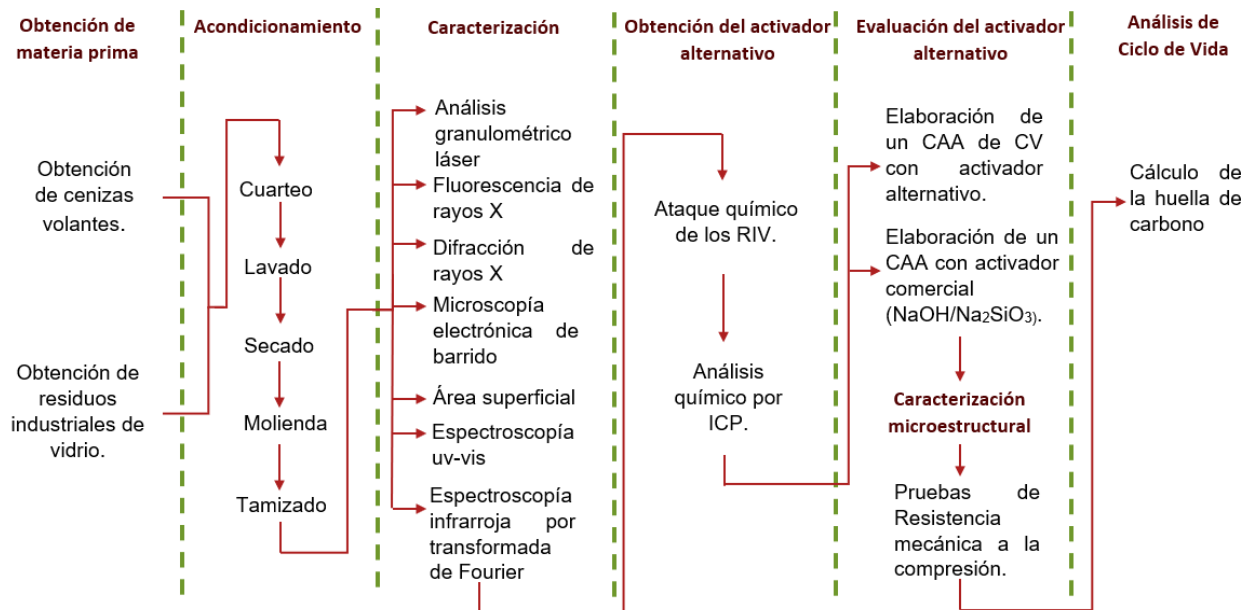 Obtención de
materia prima
Obtención
de cenizas
volantes.
Obtención de
residuos
industriales de
vidrio.
Acondicionamiento
Cuarteo
Lavado
Secado
Molienda
Tamizado
Caracterización
Análisis
granulométrico
láser
Fluorescencia de
rayos X
Difracción de
rayos X
Microscopía
electrónica de
barrido
Área superficial
Espectroscopía
uv-vis
Espectroscopía
infrarroja por
transformada
de Fourier
Obtención del activador
alternativo
Ataque químico
de los RIV.
Análisis
químico por
ICP.
Evaluación del activador
alternativo
Elaboración de
un CAA de CV
con activador
alternativo.
Elaboración de un
CAA con activador
comercial
(NaOH/Na₂SiO₃).
Caracterización
microestructural
Pruebas de
Resistencia
mecánica a la
compresión.
Análisis de
Ciclo de Vida
Cálculo de
la huella de
carbono